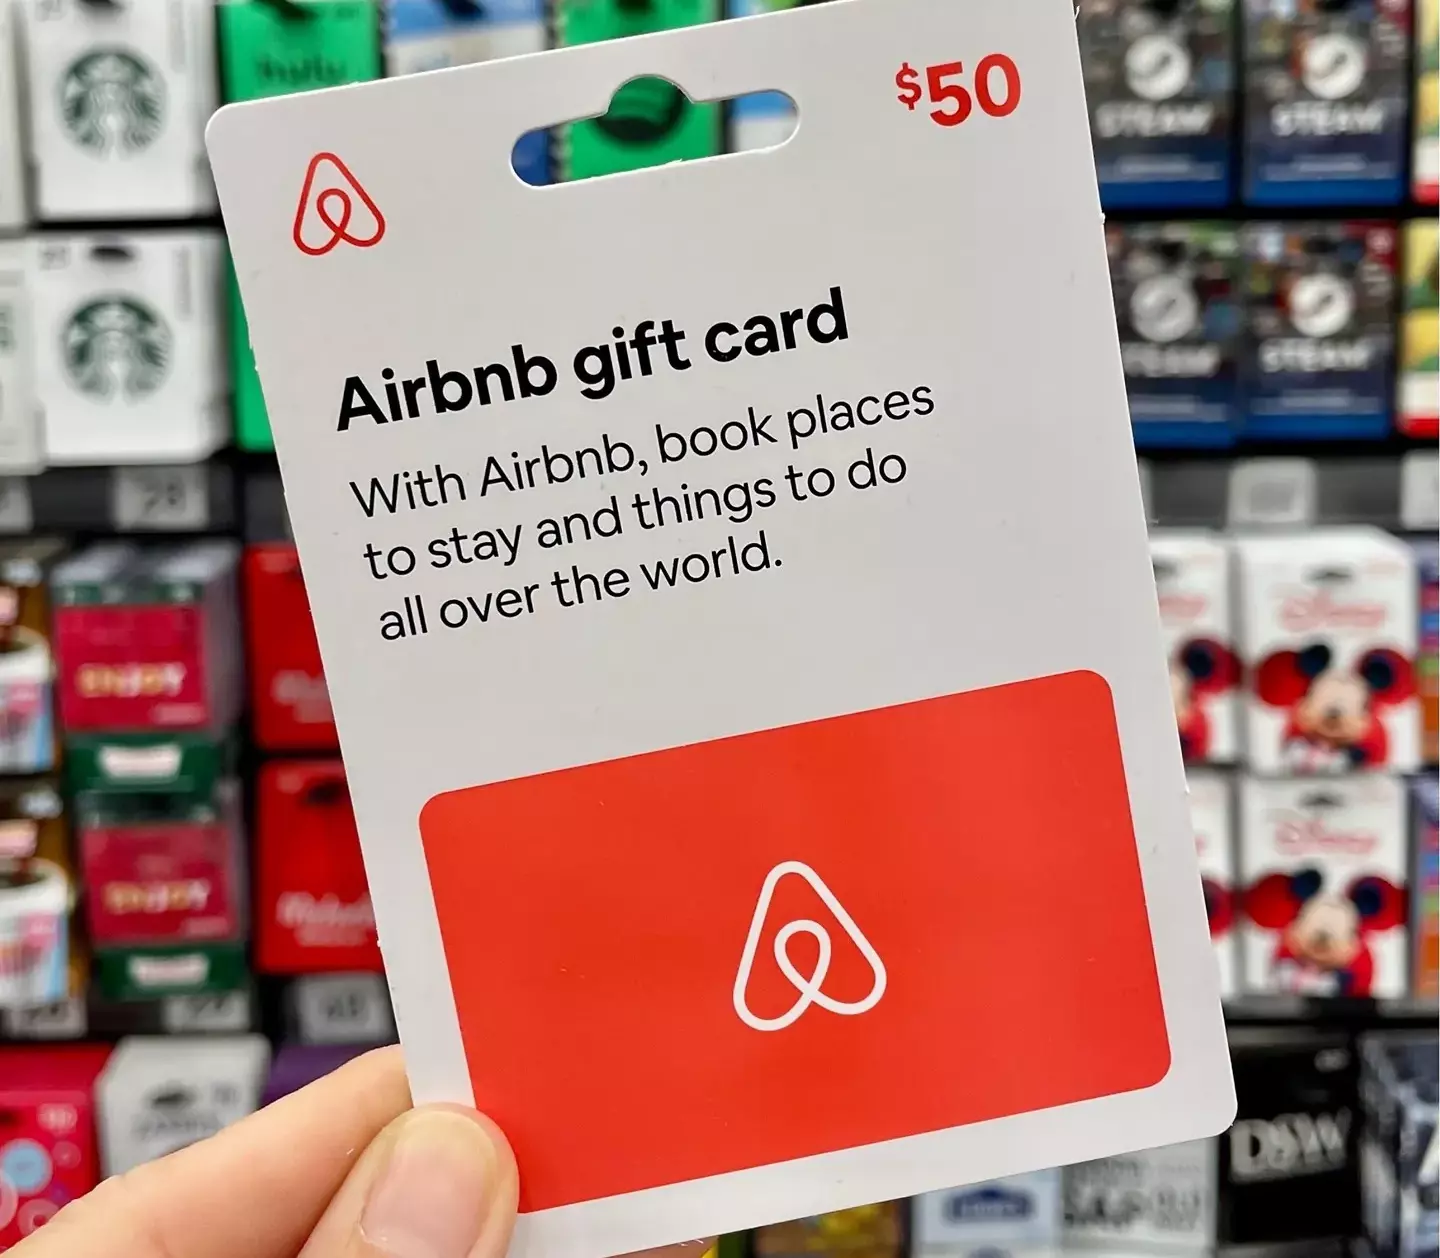 $50
Airbnb gift card
With Airbnb, book places
to stay and things to do
all over the world.
hulu
STEAM
STEAM
STEAM
STEAM
ENJOY
ENJOY
Disney
Disney
DSW